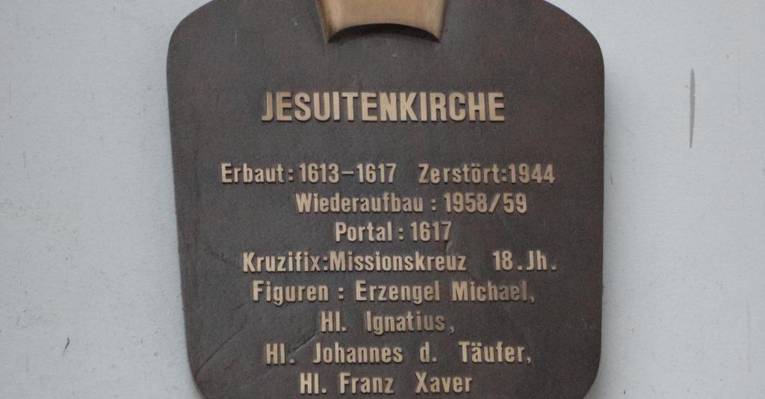 JESUITENKIRCHE
Erbaut: 1613-1617 Zerstört: 1944
Wiederaufbau : 1958/59
Portal : 1617
Kruzifix: Missionskreuz 18. Jh.
Figuren : Erzengel Michael,
Hl. Ignatius,
Hl. Johannes d. Täufer,
Hl. Franz Xaver